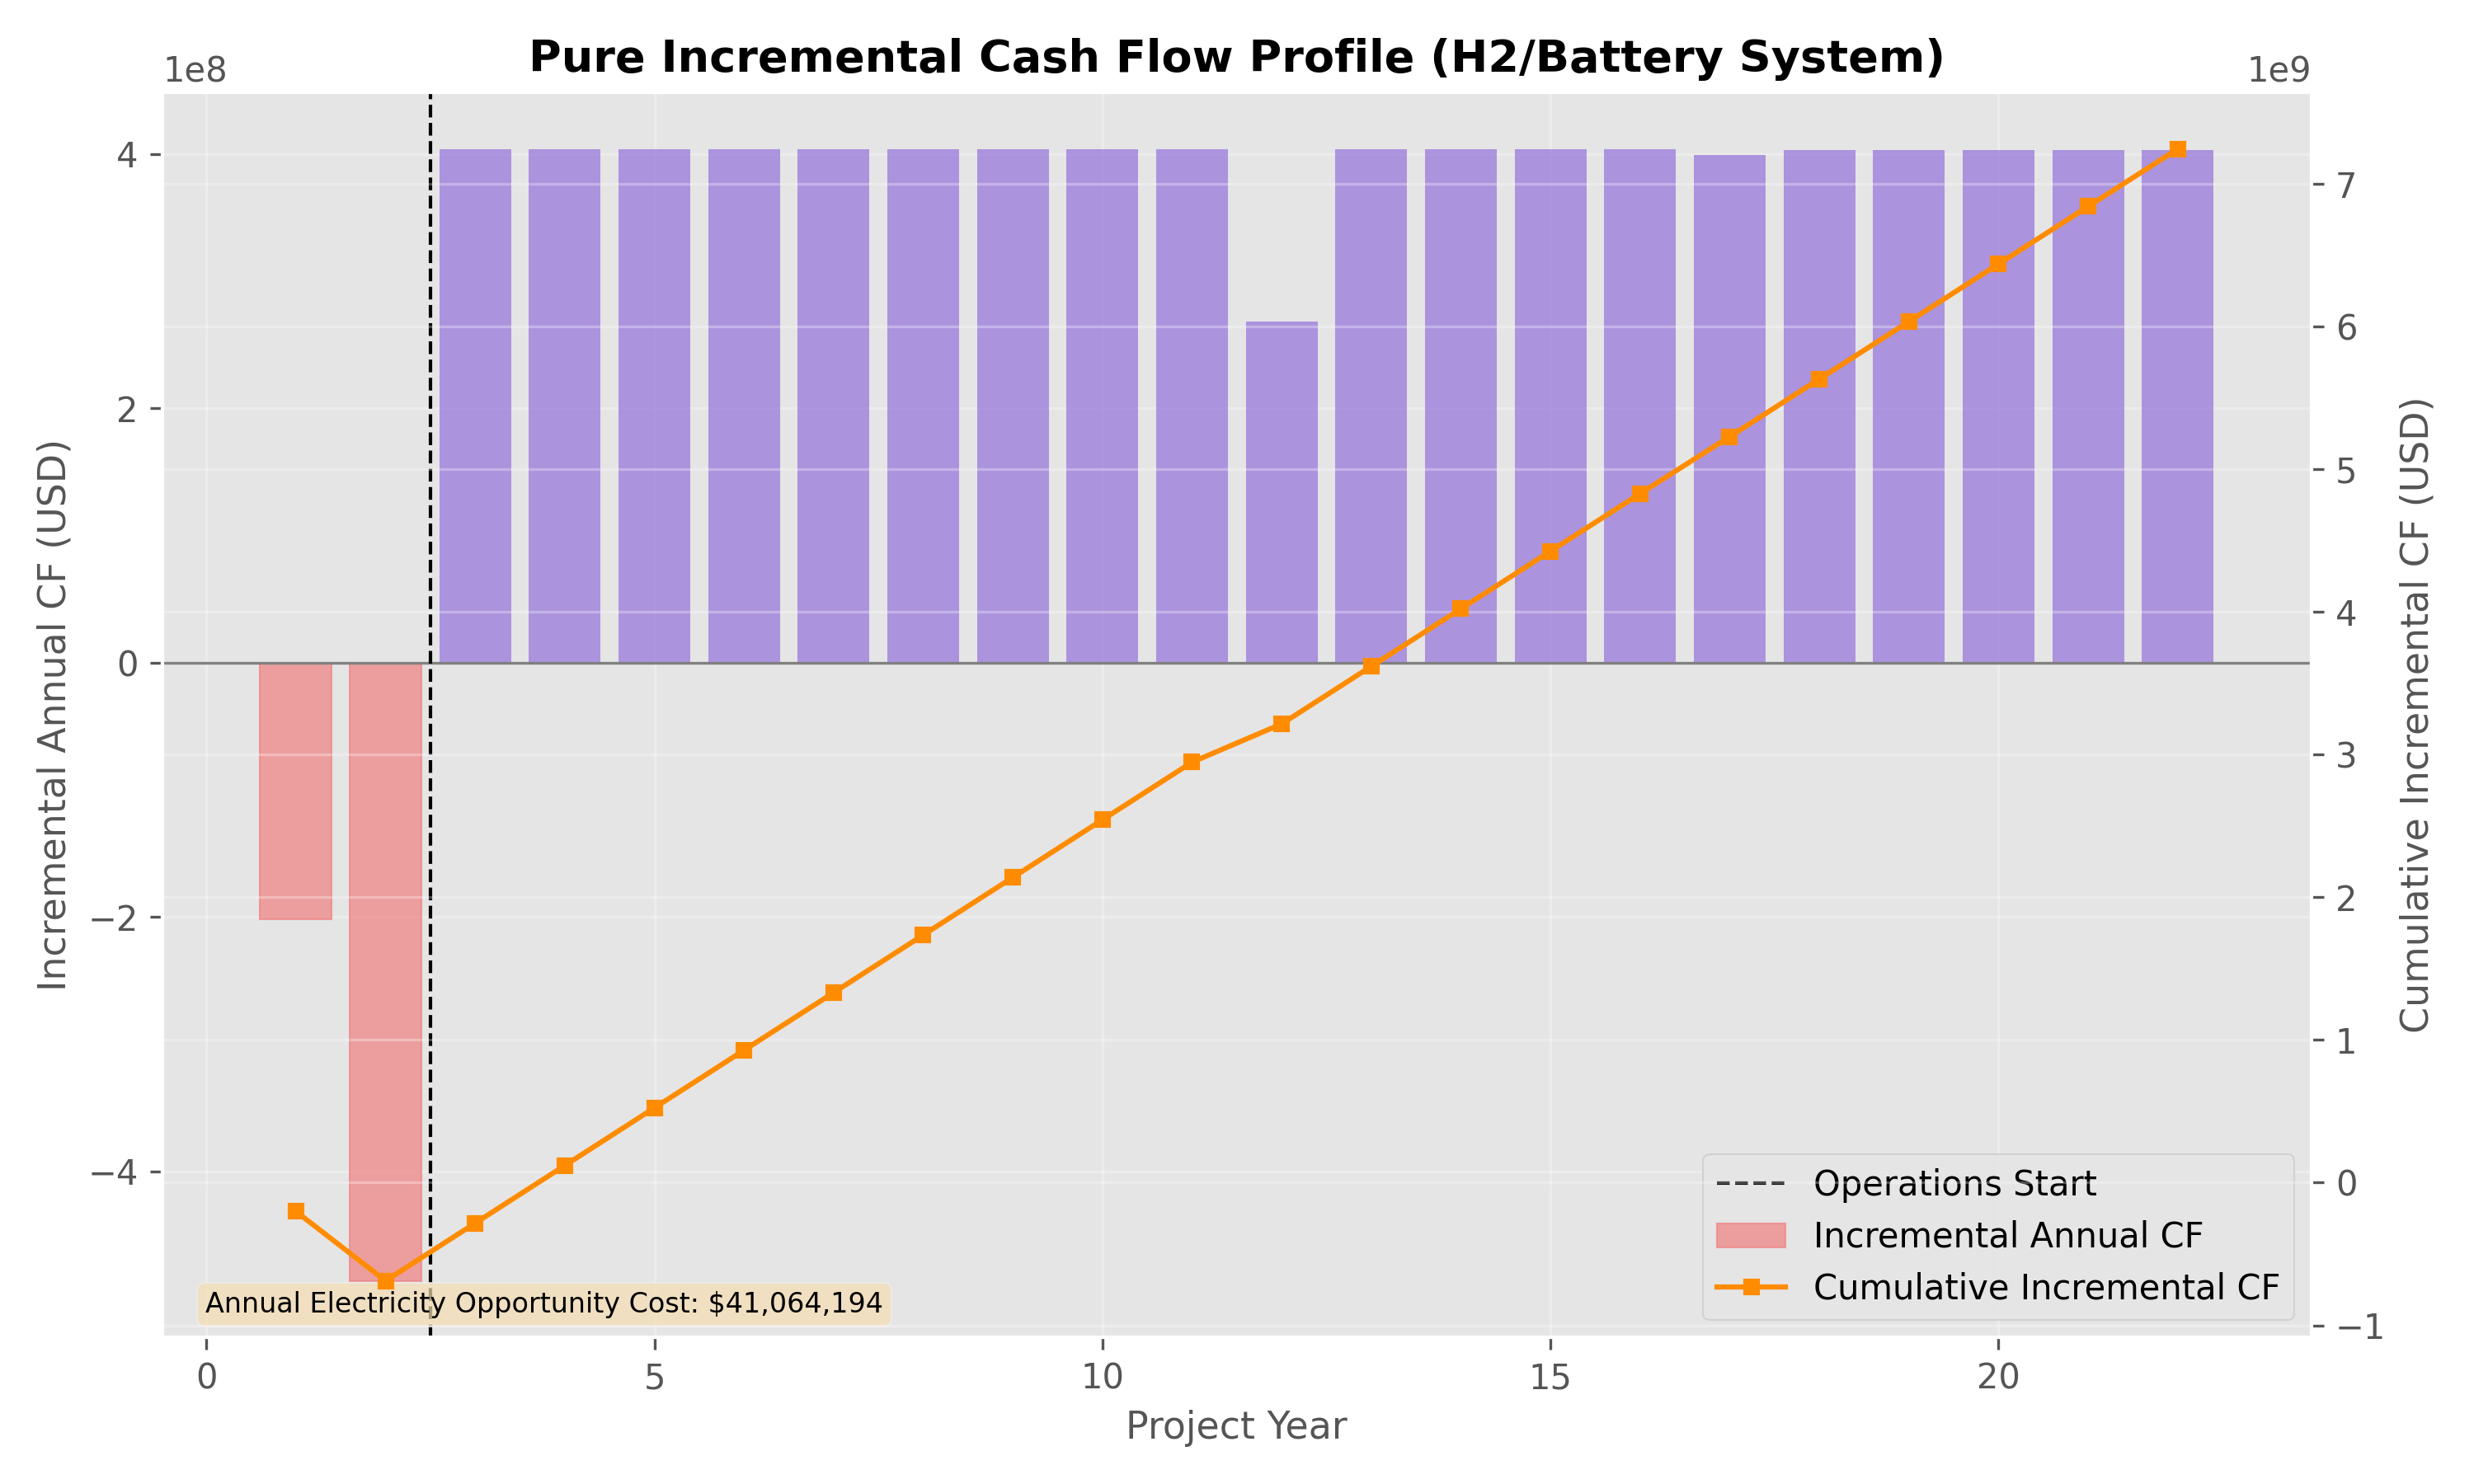 Pure Incremental Cash Flow Profile (H2/Battery System)
1e8
1e9
Incremental Annual CF (USD)
4
2
0
−2
−4
Cumulative Incremental CF (USD)
7
6
5
4
3
2
1
0
−1
Operations Start
Incremental Annual CF
Cumulative Incremental CF
Annual Electricity Opportunity Cost: $41,064,194
0
5
10
15
20
Project Year